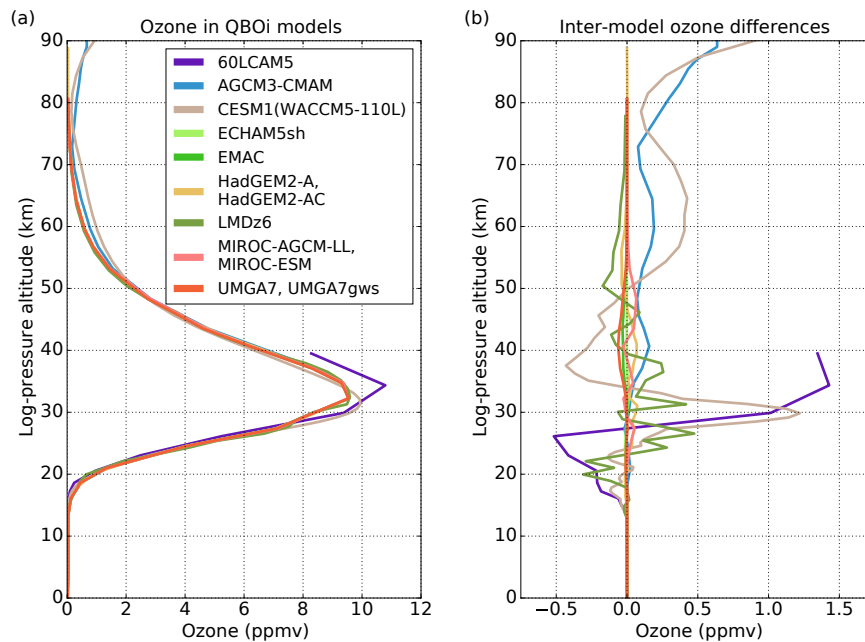 (a)
Ozone in QBOi models
90
80
70
60
50
40
30
20
10
0
Log-pressure altitude (km)
60LCAM5
AGCM3-CMAM
CESM1(WACCM5-110L)
ECHAM5sh
EMAC
HadGEM2-A,
HadGEM2-AC
LMDz6
MIROC-AGCM-LL,
MIROC-ESM
UMGA7, UMGA7gws
0 2 4 6 8 10 12
Ozone (ppmv)
(b)
Inter-model ozone differences
90
80
70
60
50
40
30
20
10
0
Log-pressure altitude (km)
−0.5 0.0 0.5 1.0 1.5
Ozone (ppmv)